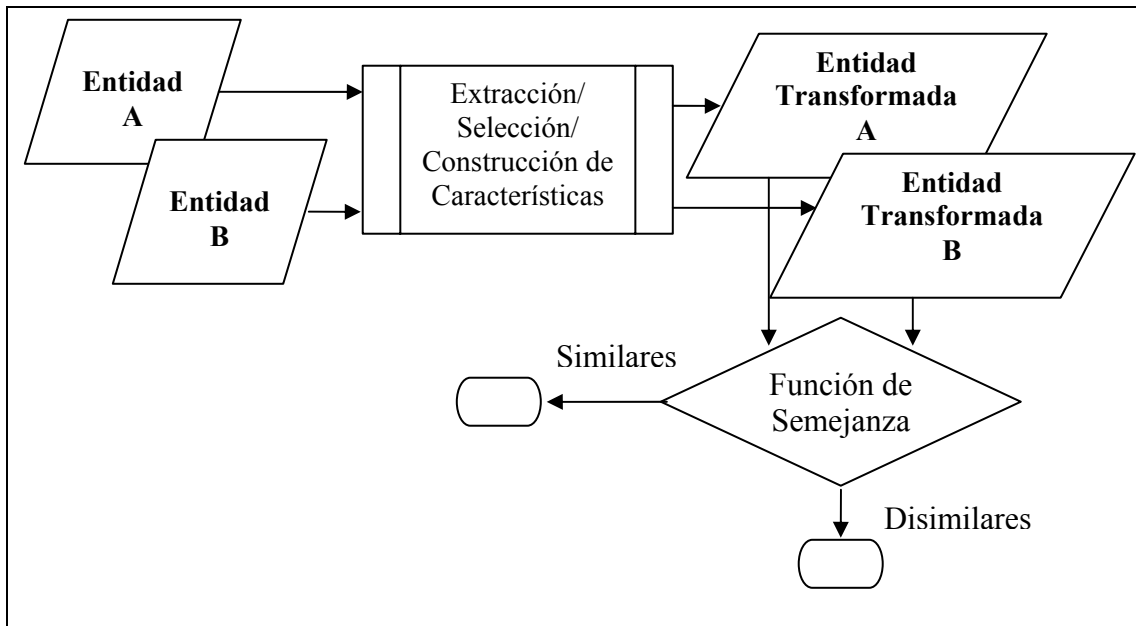 Entidad
A
Entidad
B
Extracción/
Selección/
Construcción de
Características
Entidad
Transformada
A
Entidad
Transformada
B
Similares
Función de
Semejanza
Disimilares